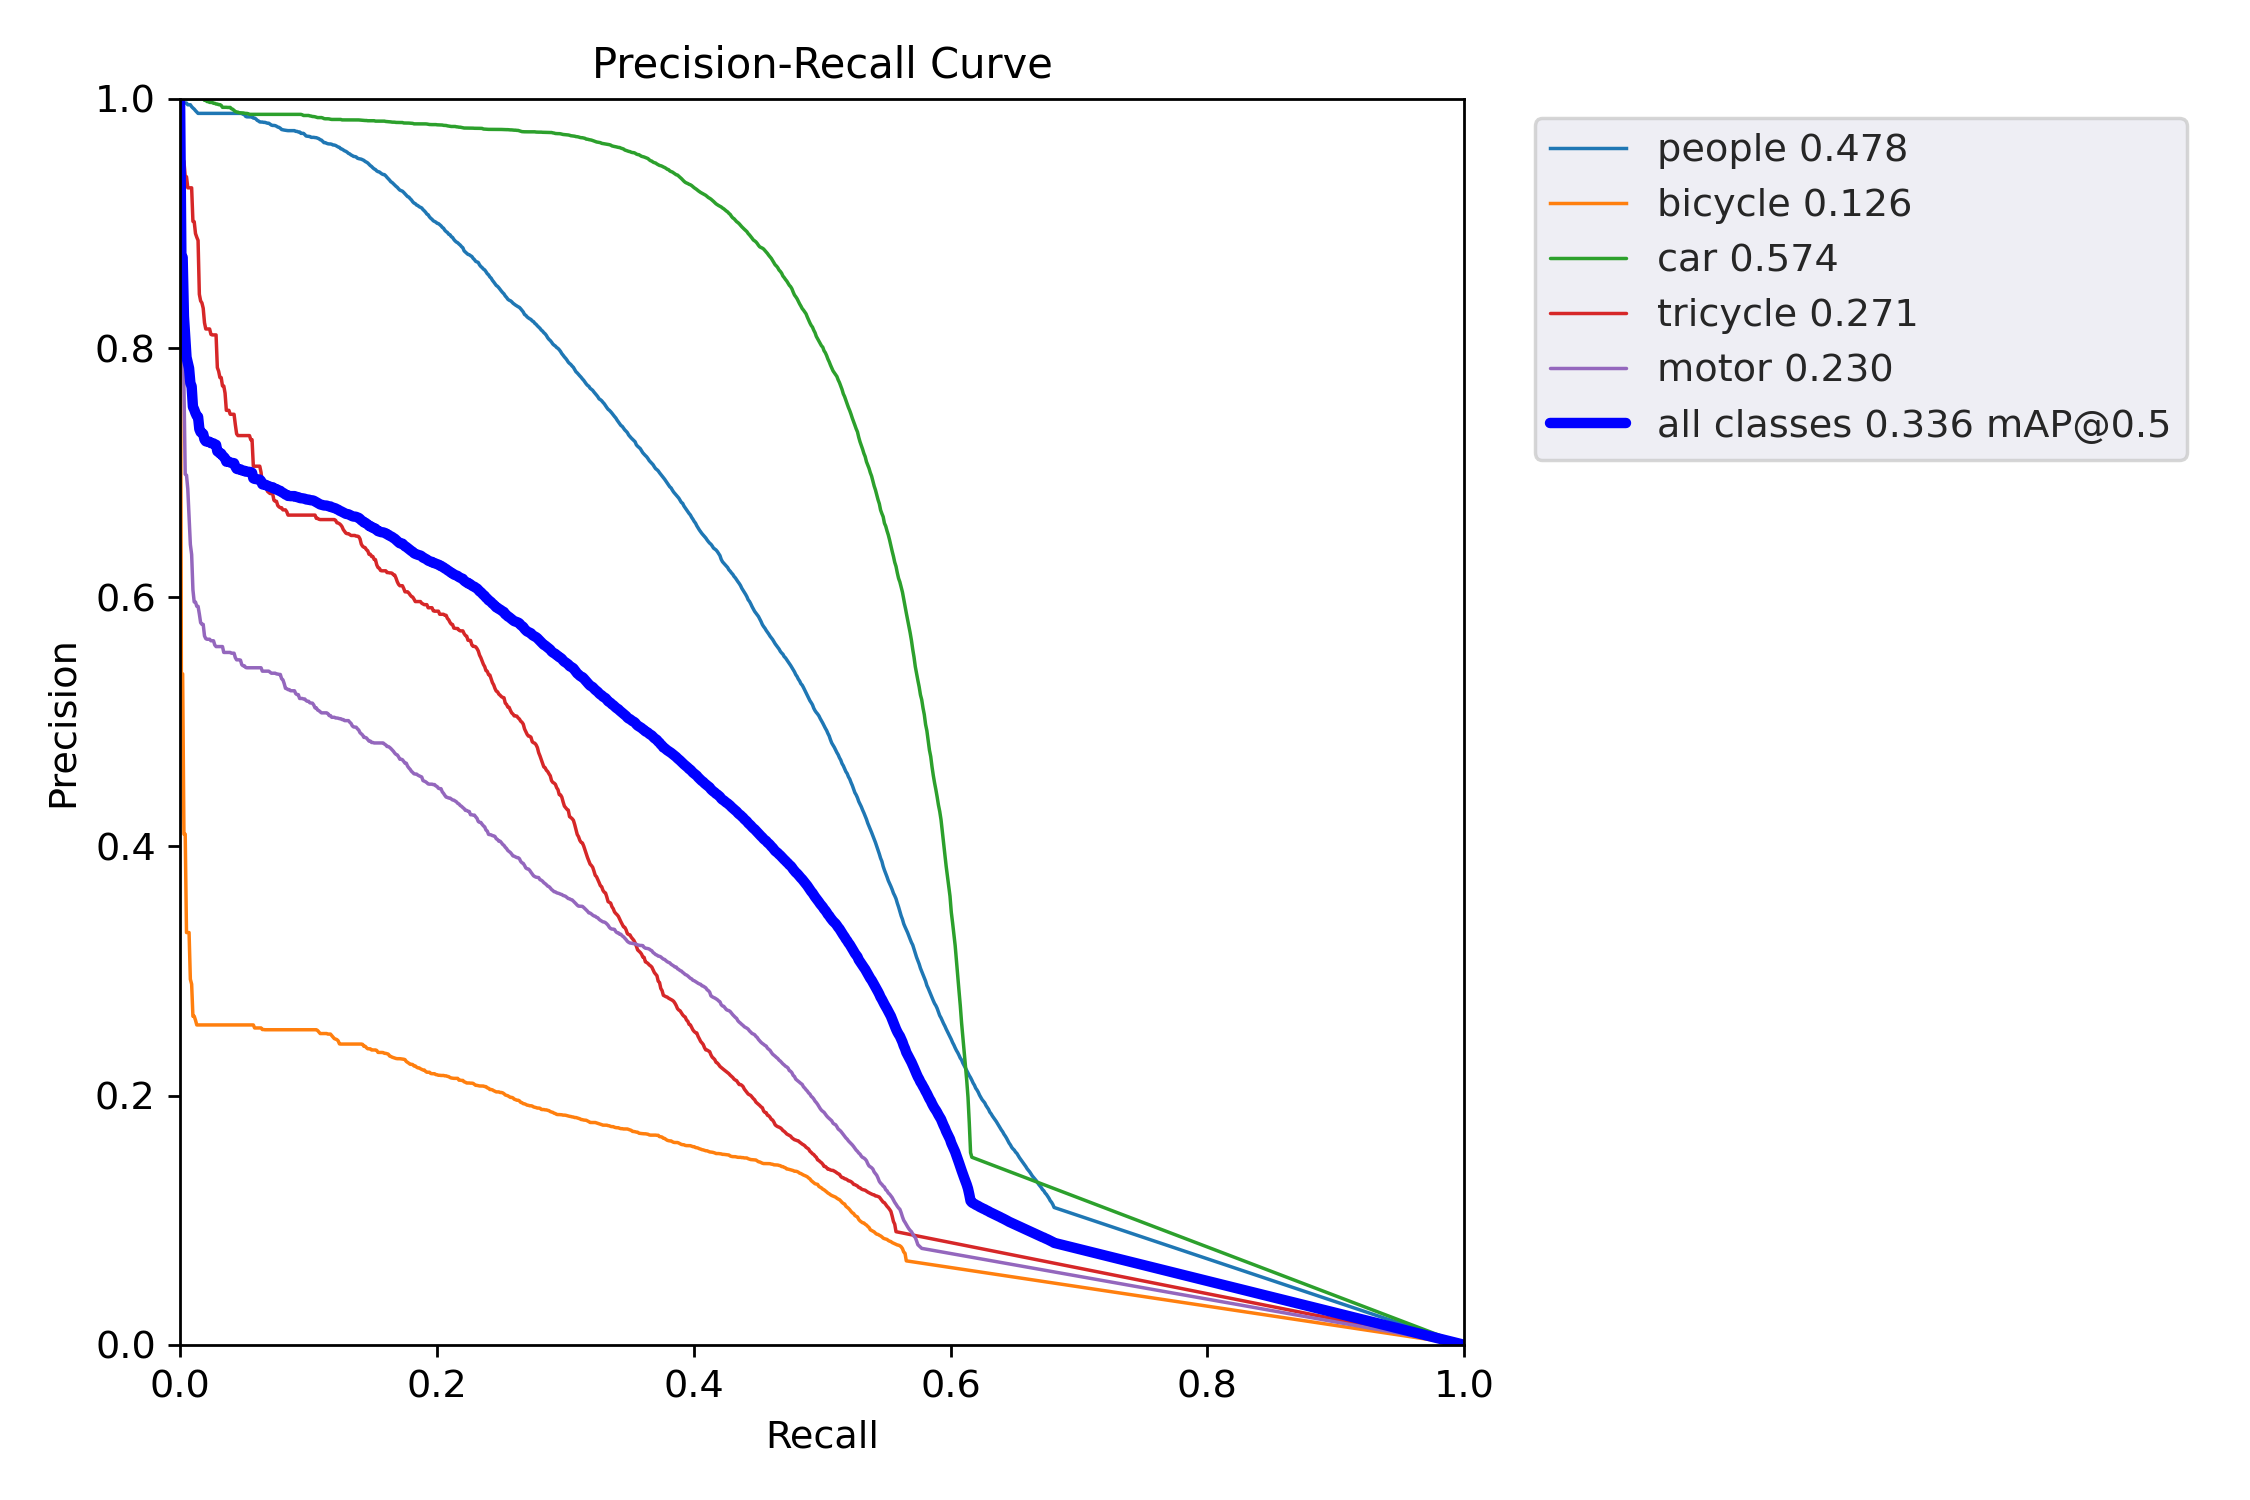 Precision-Recall Curve
1.0
0.8
0.6
0.4
0.2
0.0
Precision
0.0 0.2 0.4 0.6 0.8 1.0
Recall
people 0.478
bicycle 0.126
car 0.574
tricycle 0.271
motor 0.230
all classes 0.336 mAP@0.5